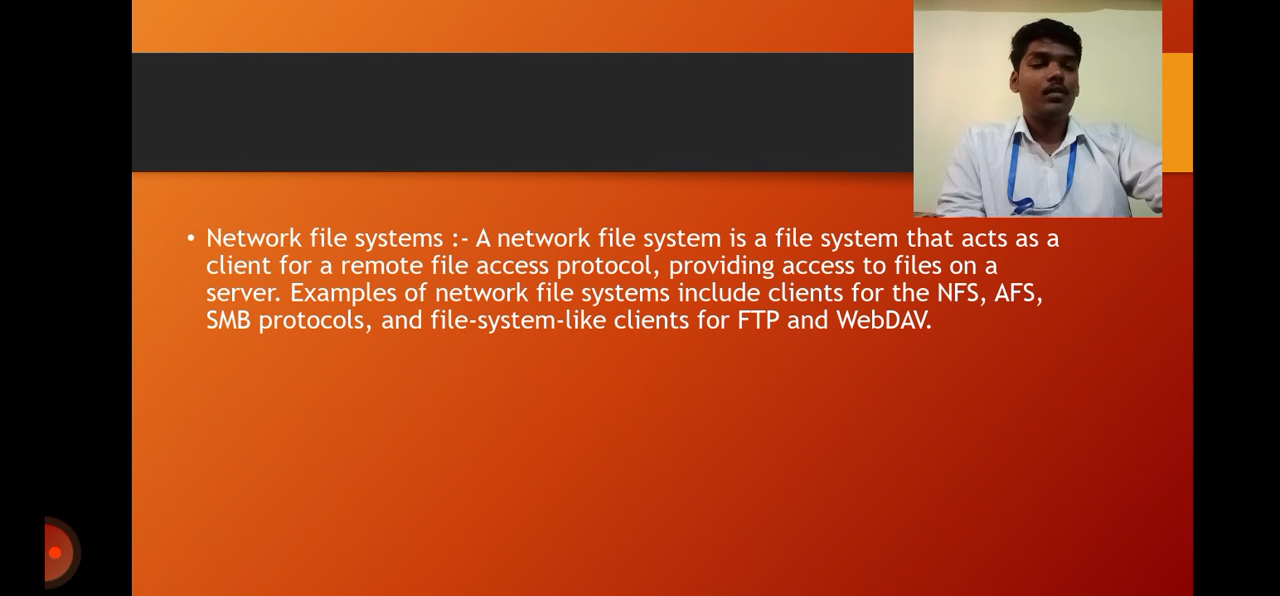 • Network file systems :- A network file system is a file system that acts as a
client for a remote file access protocol, providing access to files on a
server. Examples of network file systems include clients for the NFS, AFS,
SMB protocols, and file-system-like clients for FTP and WebDAV.